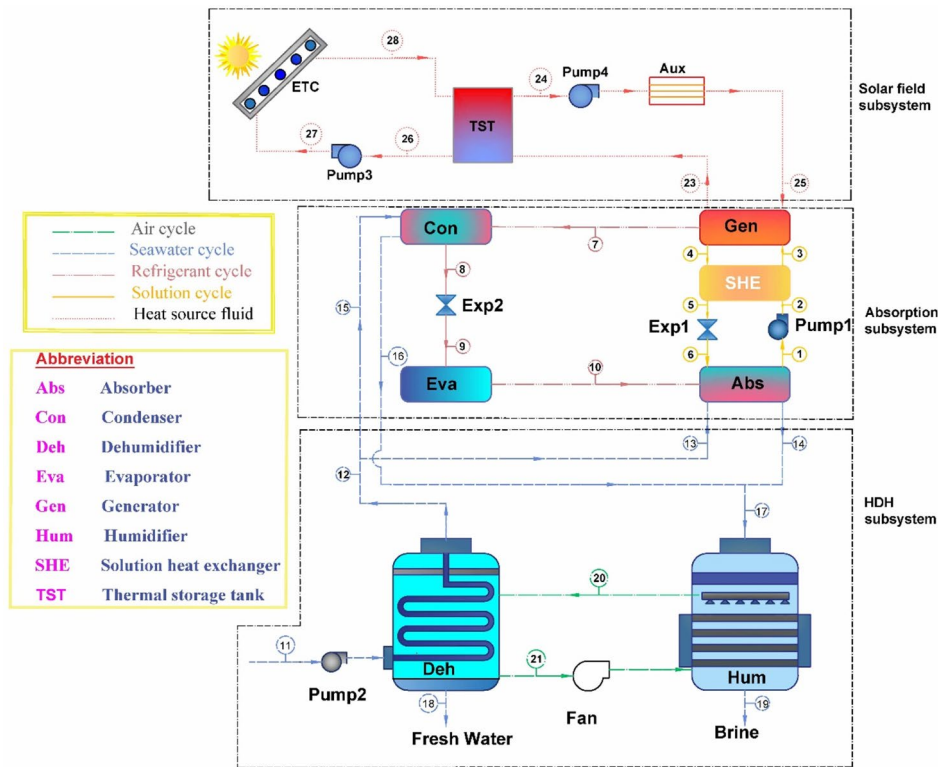 28
ETC
24
Pump4
Aux
Solar field
subsystem
TST
27
26
Pump3
23
25
Air cycle
Seawater cycle
Refrigerant cycle
Solution cycle
Heat source fluid
Con
7
Gen
4
3
8
SHE
15
Exp2
5
2
Absorption
subsystem
Exp1
Pump1
16
9
6
1
10
Eva
Abs
Abbreviation
Abs Absorber
Con Condenser
Deh Dehumidifier
Eva Evaporator
Gen Generator
Hum Humidifier
SHE Solution heat exchanger
TST Thermal storage tank
13
14
12
HDH
subsystem
17
20
11
Deh
21
Hum
Pump2
18
Fan
19
Fresh Water
Brine